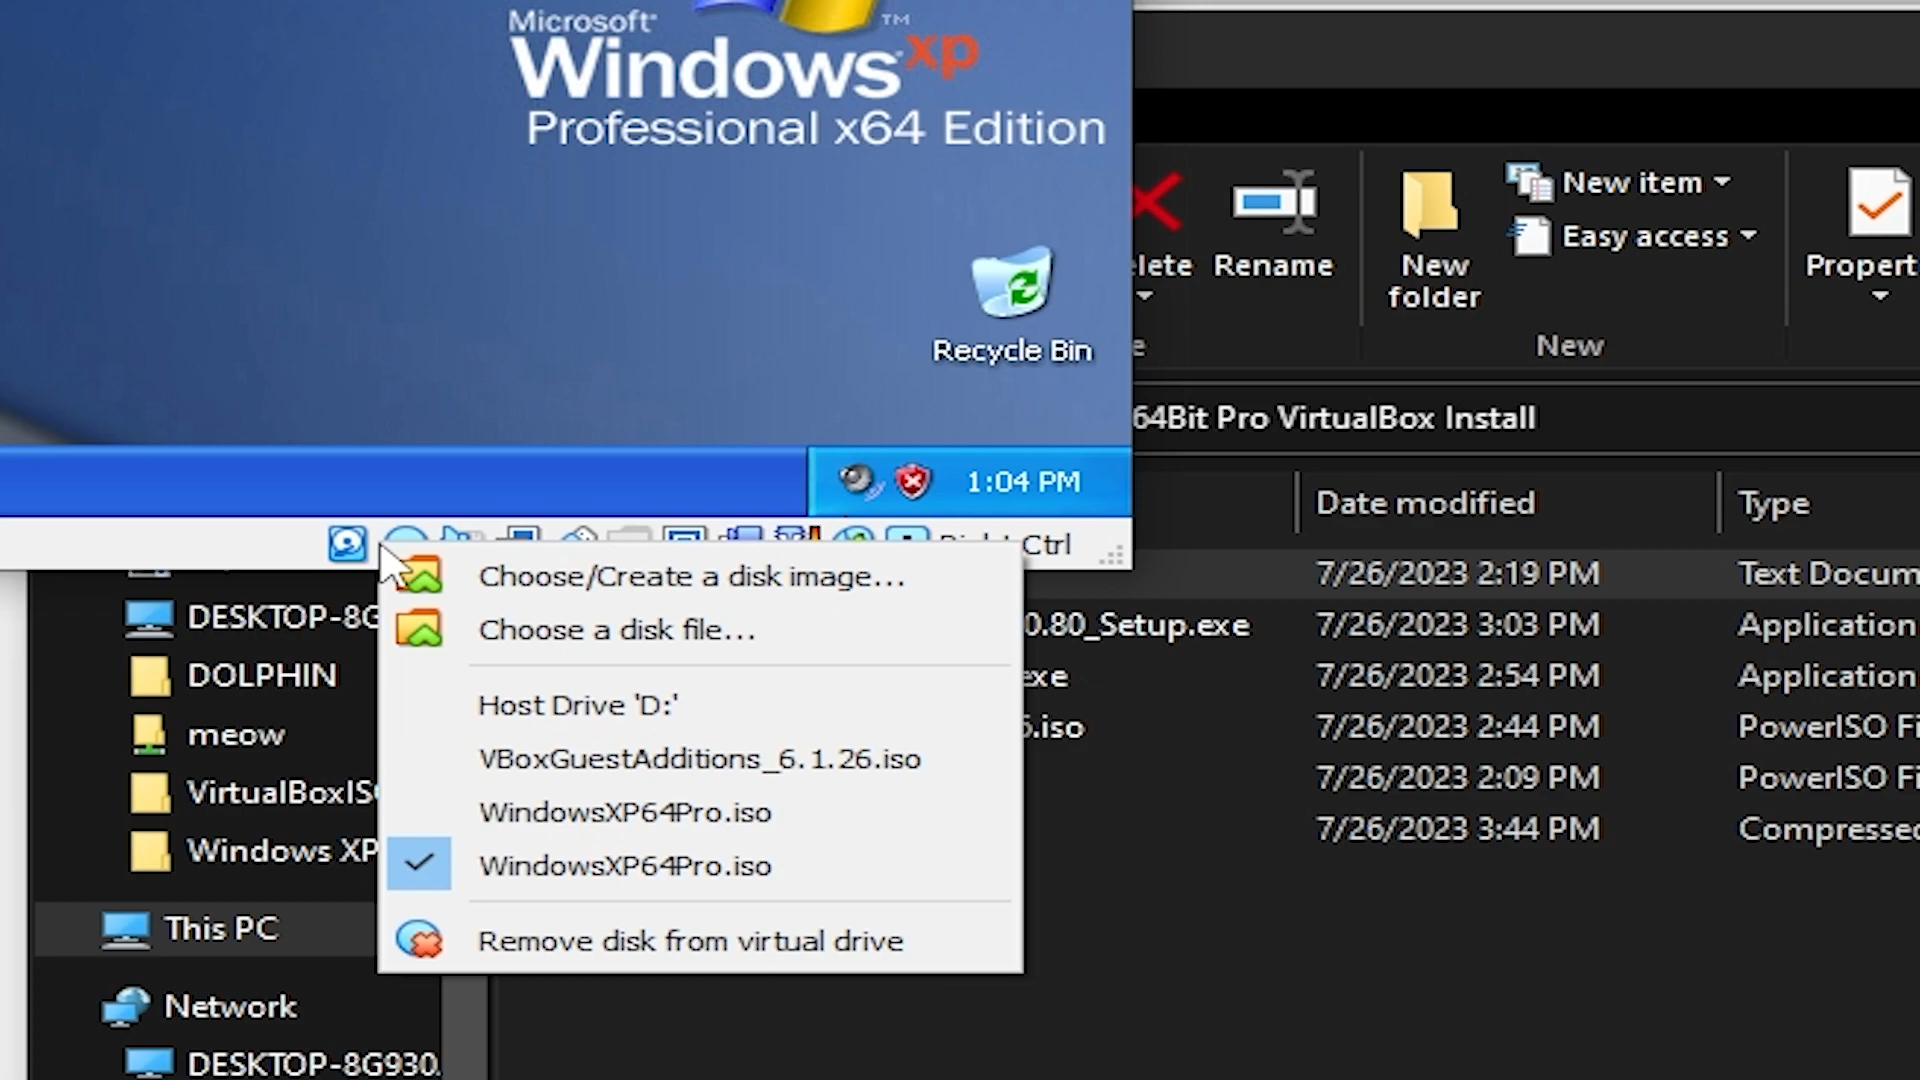 Microsoft
Windows xp ™
Professional x64 Edition
Recycle Bin
1:04 PM
Ctrl
Choose/Create a disk image...
Choose a disk file...
Host Drive 'D:'
VBoxGuestAdditions_6.1.26.iso
WindowsXP64Pro.iso
WindowsXP64Pro.iso
Remove disk from virtual drive
DESKTOP-8G
DOLPHIN
meow
VirtualBoxIS
Windows XP
This PC
Network
DESKTOP-8G930
elete
Rename
New
folder
New item
Easy access
Propert
e
New
64Bit Pro VirtualBox Install
Date modified
Type
7/26/2023 2:19 PM
Text Docum
0.80_Setup.exe
7/26/2023 3:03 PM
Application
exe
7/26/2023 2:54 PM
Application
.iso
7/26/2023 2:44 PM
PowerISO Fi
7/26/2023 2:09 PM
PowerISO Fi
7/26/2023 3:44 PM
Compressed